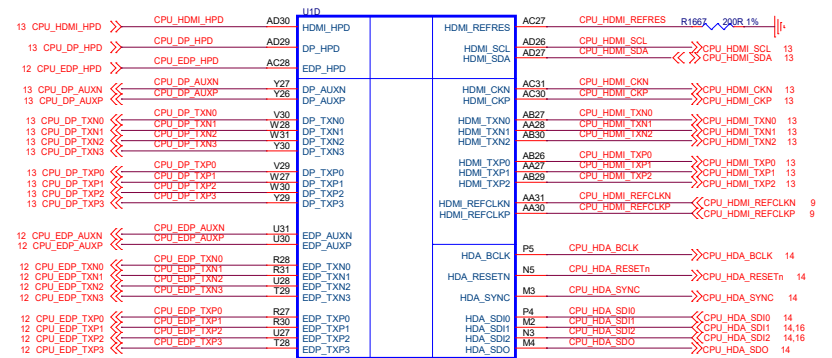 U1D
13 CPU_HDMI_HPD CPU_HDMI_HPD AD30 HDMI_HPD HDMI_REFRES AC27 CPU_HDMI_REFRES R1667 200R 1%
13 CPU_DP_HPD CPU_DP_HPD AD29 DP_HPD HDMI_SCL AD26 CPU_HDMI_SCL CPU_HDMI_SCL 13
HDMI_SDA AD27 CPU_HDMI_SDA CPU_HDMI_SDA 13
12 CPU_EDP_HPD CPU_EDP_HPD AC28 EDP_HPD
13 CPU_DP_AUXN CPU_DP_AUXN Y27 DP_AUXN HDMI_CKN AC31 CPU_HDMI_CKN CPU_HDMI_CKN 13
13 CPU_DP_AUXP CPU_DP_AUXP Y26 DP_AUXP HDMI_CKP AC30 CPU_HDMI_CKP CPU_HDMI_CKP 13
13 CPU_DP_TXN0 CPU_DP_TXN0 V30 DP_TXN0 HDMI_TXN0 AB27 CPU_HDMI_TXN0 CPU_HDMI_TXN0 13
13 CPU_DP_TXN1 CPU_DP_TXN1 W28 DP_TXN1 HDMI_TXN1 AA28 CPU_HDMI_TXN1 CPU_HDMI_TXN1 13
13 CPU_DP_TXN2 CPU_DP_TXN2 W31 DP_TXN2 HDMI_TXN2 AB30 CPU_HDMI_TXN2 CPU_HDMI_TXN2 13
13 CPU_DP_TXN3 CPU_DP_TXN3 Y30 DP_TXN3
13 CPU_DP_TXP0 CPU_DP_TXP0 V29 DP_TXP0 HDMI_TXP0 AB26 CPU_HDMI_TXP0 CPU_HDMI_TXP0 13
13 CPU_DP_TXP1 CPU_DP_TXP1 W27 DP_TXP1 HDMI_TXP1 AA27 CPU_HDMI_TXP1 CPU_HDMI_TXP1 13
13 CPU_DP_TXP2 CPU_DP_TXP2 W30 DP_TXP2 HDMI_TXP2 AB29 CPU_HDMI_TXP2 CPU_HDMI_TXP2 13
13 CPU_DP_TXP3 CPU_DP_TXP3 Y29 DP_TXP3
HDMI_REFCLKN AA31 CPU_HDMI_REFCLKN CPU_HDMI_REFCLKN 9
HDMI_REFCLKP AA30 CPU_HDMI_REFCLKP CPU_HDMI_REFCLKP 9
12 CPU_EDP_AUXN CPU_EDP_AUXN U31 EDP_AUXN
12 CPU_EDP_AUXP CPU_EDP_AUXP U30 EDP_AUXP
HDA_BCLK P5 CPU_HDA_BCLK CPU_HDA_BCLK 14
12 CPU_EDP_TXN0 CPU_EDP_TXN0 R28 EDP_TXN0
12 CPU_EDP_TXN1 CPU_EDP_TXN1 R31 EDP_TXN1 HDA_RESETN N5 CPU_HDA_RESETn CPU_HDA_RESETn 14
12 CPU_EDP_TXN2 CPU_EDP_TXN2 U28 EDP_TXN2
12 CPU_EDP_TXN3 CPU_EDP_TXN3 T29 EDP_TXN3 HDA_SYNC M3 CPU_HDA_SYNC CPU_HDA_SYNC 14
12 CPU_EDP_TXP0 CPU_EDP_TXP0 R27 EDP_TXP0 HDA_SDI0 P4 CPU_HDA_SDI0 CPU_HDA_SDI0 14
12 CPU_EDP_TXP1 CPU_EDP_TXP1 R30 EDP_TXP1 HDA_SDI1 M2 CPU_HDA_SDI1 CPU_HDA_SDI1 14,16
12 CPU_EDP_TXP2 CPU_EDP_TXP2 U27 EDP_TXP2 HDA_SDI2 N3 CPU_HDA_SDI2 CPU_HDA_SDI2 14,16
12 CPU_EDP_TXP3 CPU_EDP_TXP3 T28 EDP_TXP3 HDA_SDO M4 CPU_HDA_SDO CPU_HDA_SDO 14